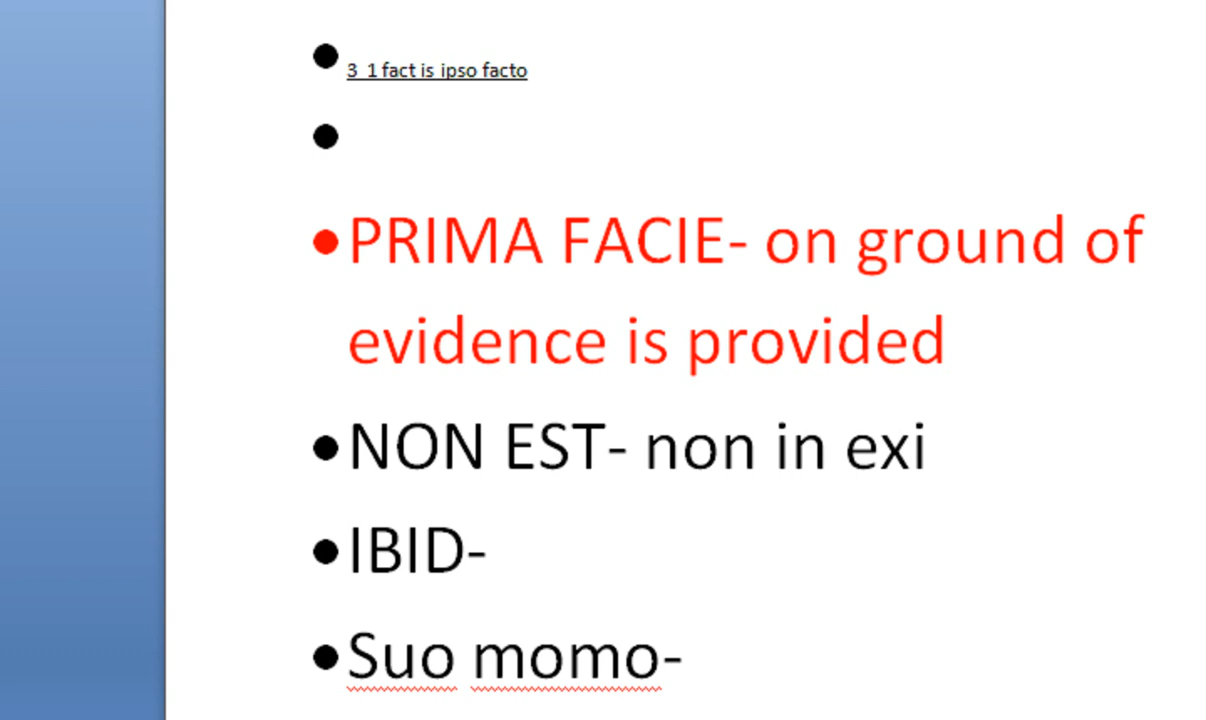 • 3 1 fact is ipso facto
•
• PRIMA FACIE- on ground of
evidence is provided
• NON EST- non in exi
• IBID-
• Suo momo-